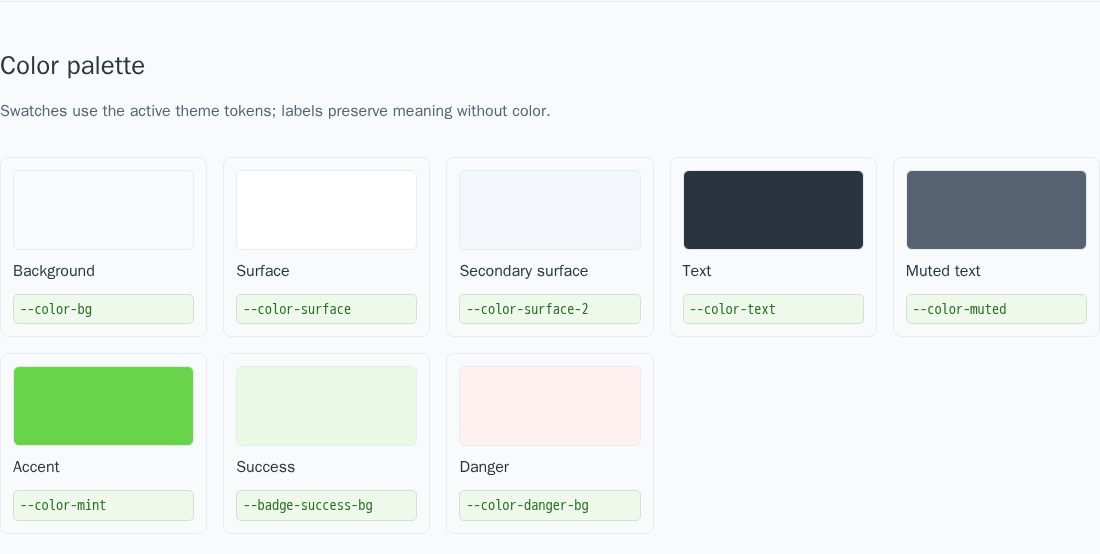 Color palette
Swatches use the active theme tokens; labels preserve meaning without color.
Background
--color-bg
Surface
--color-surface
Secondary surface
--color-surface-2
Text
--color-text
Muted text
--color-muted
Accent
--color-mint
Success
--badge-success-bg
Danger
--color-danger-bg